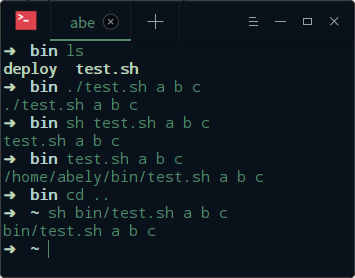 abe
➜ bin ls
deploy test.sh
➜ bin ./test.sh a b c
./test.sh a b c
➜ bin sh test.sh a b c
test.sh a b c
➜ bin test.sh a b c
/home/abely/bin/test.sh a b c
➜ bin cd ..
➜ ~ sh bin/test.sh a b c
bin/test.sh a b c
➜ ~